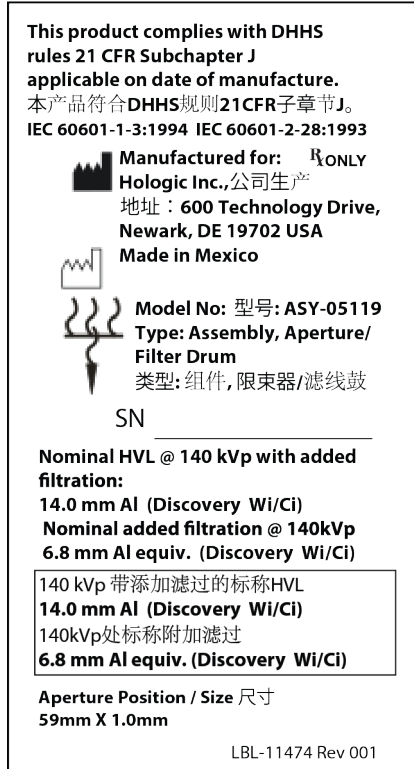 This product complies with DHHS
rules 21 CFR Subchapter J
applicable on date of manufacture.
本产品符合DHHS规则21CFR子章节J。
IEC 60601-1-3:1994 IEC 60601-2-28:1993
Manufactured for: ℞ONLY
Hologic Inc.,公司生产
地址：600 Technology Drive,
Newark, DE 19702 USA
Made in Mexico
Model No: 型号: ASY-05119
Type: Assembly, Aperture/
Filter Drum
类型: 组件, 限束器/滤线鼓
SN
Nominal HVL @ 140 kVp with added
filtration:
14.0 mm Al (Discovery Wi/Ci)
Nominal added filtration @ 140kVp
6.8 mm Al equiv. (Discovery Wi/Ci)
140 kVp 带添加滤过的标称HVL
14.0 mm Al (Discovery Wi/Ci)
140kVp处标称附加滤过
6.8 mm Al equiv. (Discovery Wi/Ci)
Aperture Position / Size 尺寸
59mm X 1.0mm
LBL-11474 Rev 001